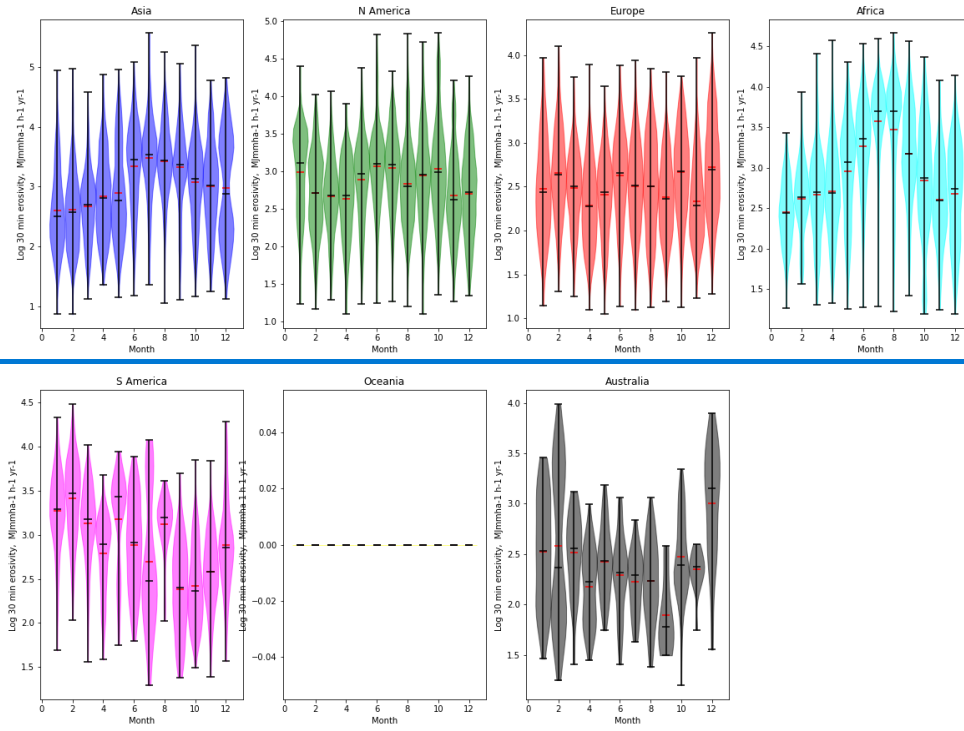 Asia
N America
Europe
Africa
Log 30 min erosivity, MJmmha-1 h-1 yr-1
5
4
3
2
1
0 2 4 6 8 10 12
Month
Log 30 min erosivity, MJmmha-1 h-1 yr-1
5.0
4.5
4.0
3.5
3.0
2.5
2.0
1.5
1.0
0 2 4 6 8 10 12
Month
Log 30 min erosivity, MJmmha-1 h-1 yr-1
4.0
3.5
3.0
2.5
2.0
1.5
1.0
0 2 4 6 8 10 12
Month
Log 30 min erosivity, MJmmha-1 h-1 yr-1
4.5
4.0
3.5
3.0
2.5
2.0
1.5
0 2 4 6 8 10 12
Month
S America
Oceania
Australia
Log 30 min erosivity, MJmmha-1 h-1 yr-1
4.5
4.0
3.5
3.0
2.5
2.0
1.5
0 2 4 6 8 10 12
Month
Log 30 min erosivity, MJmmha-1 h-1 yr-1
0.04
0.02
0.00
−0.02
−0.04
0 2 4 6 8 10 12
Month
Log 30 min erosivity, MJmmha-1 h-1 yr-1
4.0
3.5
3.0
2.5
2.0
1.5
0 2 4 6 8 10 12
Month